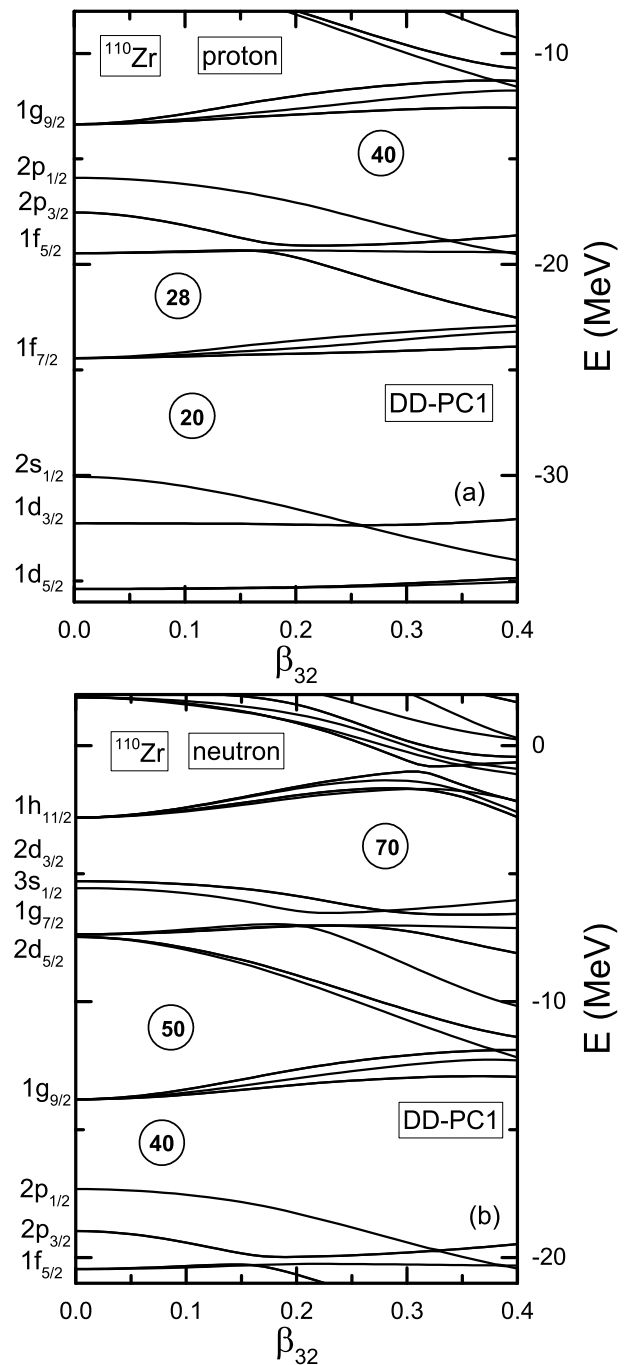 110Zr proton
-10
1g9/2
40
2p1/2
2p3/2
1f5/2
-20
28
E (MeV)
1f7/2
DD-PC1
20
2s1/2
-30
(a)
1d3/2
1d5/2
0.0 0.1 0.2 0.3 0.4
β32
110Zr neutron
0
1h11/2
70
2d3/2
3s1/2
1g7/2
2d5/2
-10
E (MeV)
50
1g9/2
DD-PC1
40
2p1/2
(b)
2p3/2
-20
1f5/2
0.0 0.1 0.2 0.3 0.4
β32